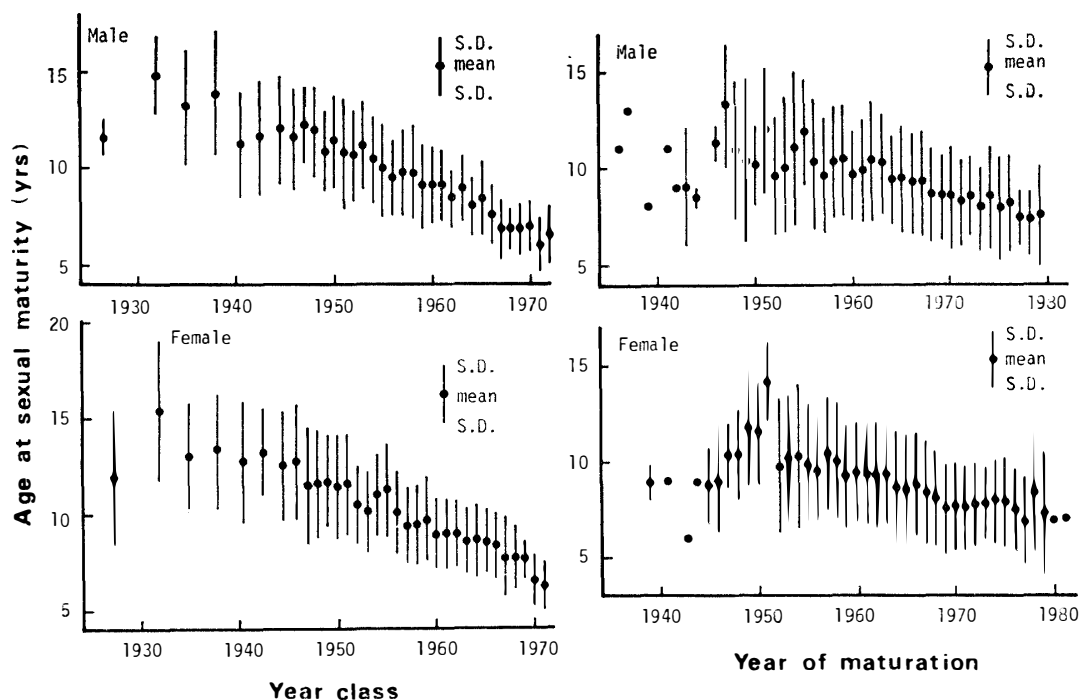 Age at sexual maturity (yrs)
Male
S.D.
mean
S.D.
15
10
5
1930 1940 1950 1960 1970
Male
S.D.
mean
S.D.
15
10
5
1940 1950 1960 1970 1980
Female
S.D.
mean
S.D.
20
15
10
5
1930 1940 1950 1960 1970
Year class
Female
S.D.
mean
S.D.
15
10
5
1940 1950 1960 1970 1980
Year of maturation